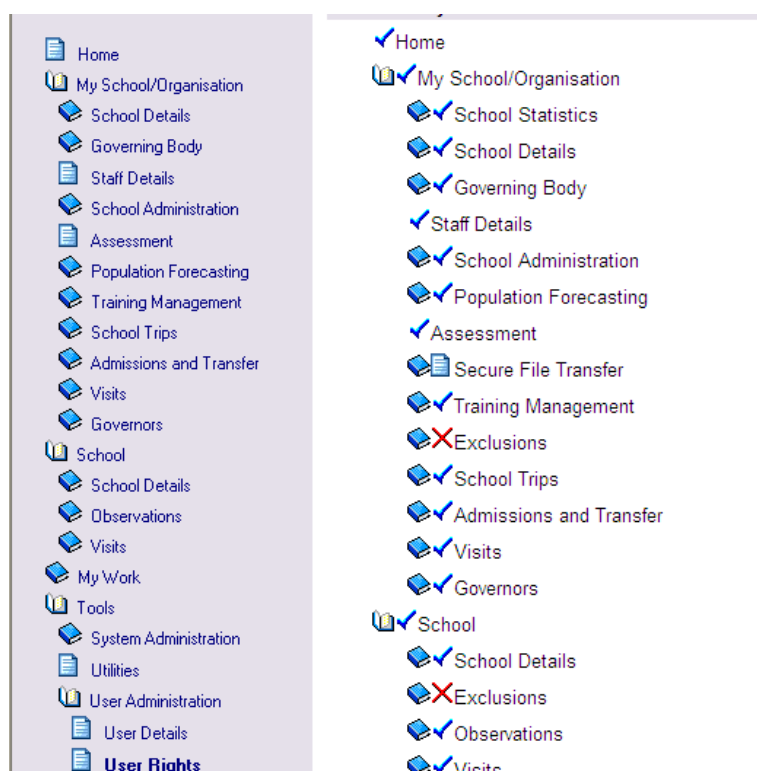 Home
My School/Organisation
School Details
Governing Body
Staff Details
School Administration
Assessment
Population Forecasting
Training Management
School Trips
Admissions and Transfer
Visits
Governors
School
School Details
Observations
Visits
My Work
Tools
System Administration
Utilities
User Administration
User Details
User Rights
Home
My School/Organisation
School Statistics
School Details
Governing Body
Staff Details
School Administration
Population Forecasting
Assessment
Secure File Transfer
Training Management
Exclusions
School Trips
Admissions and Transfer
Visits
Governors
School
School Details
Exclusions
Observations
Visits